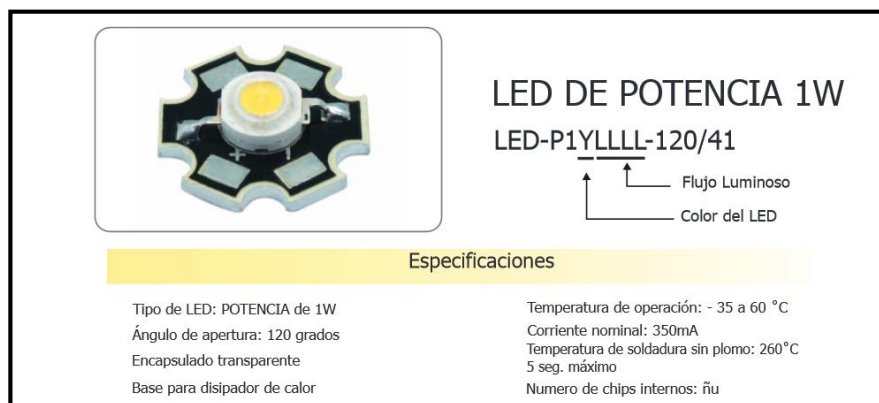 LED DE POTENCIA 1W
LED-P1YLLLL-120/41
Flujo Luminoso
Color del LED
Especificaciones
Tipo de LED: POTENCIA de 1W
Ángulo de apertura: 120 grados
Encapsulado transparente
Base para disipador de calor
Temperatura de operación: - 35 a 60 °C
Corriente nominal: 350mA
Temperatura de soldadura sin plomo: 260°C
5 seg. máximo
Numero de chips internos: ñu